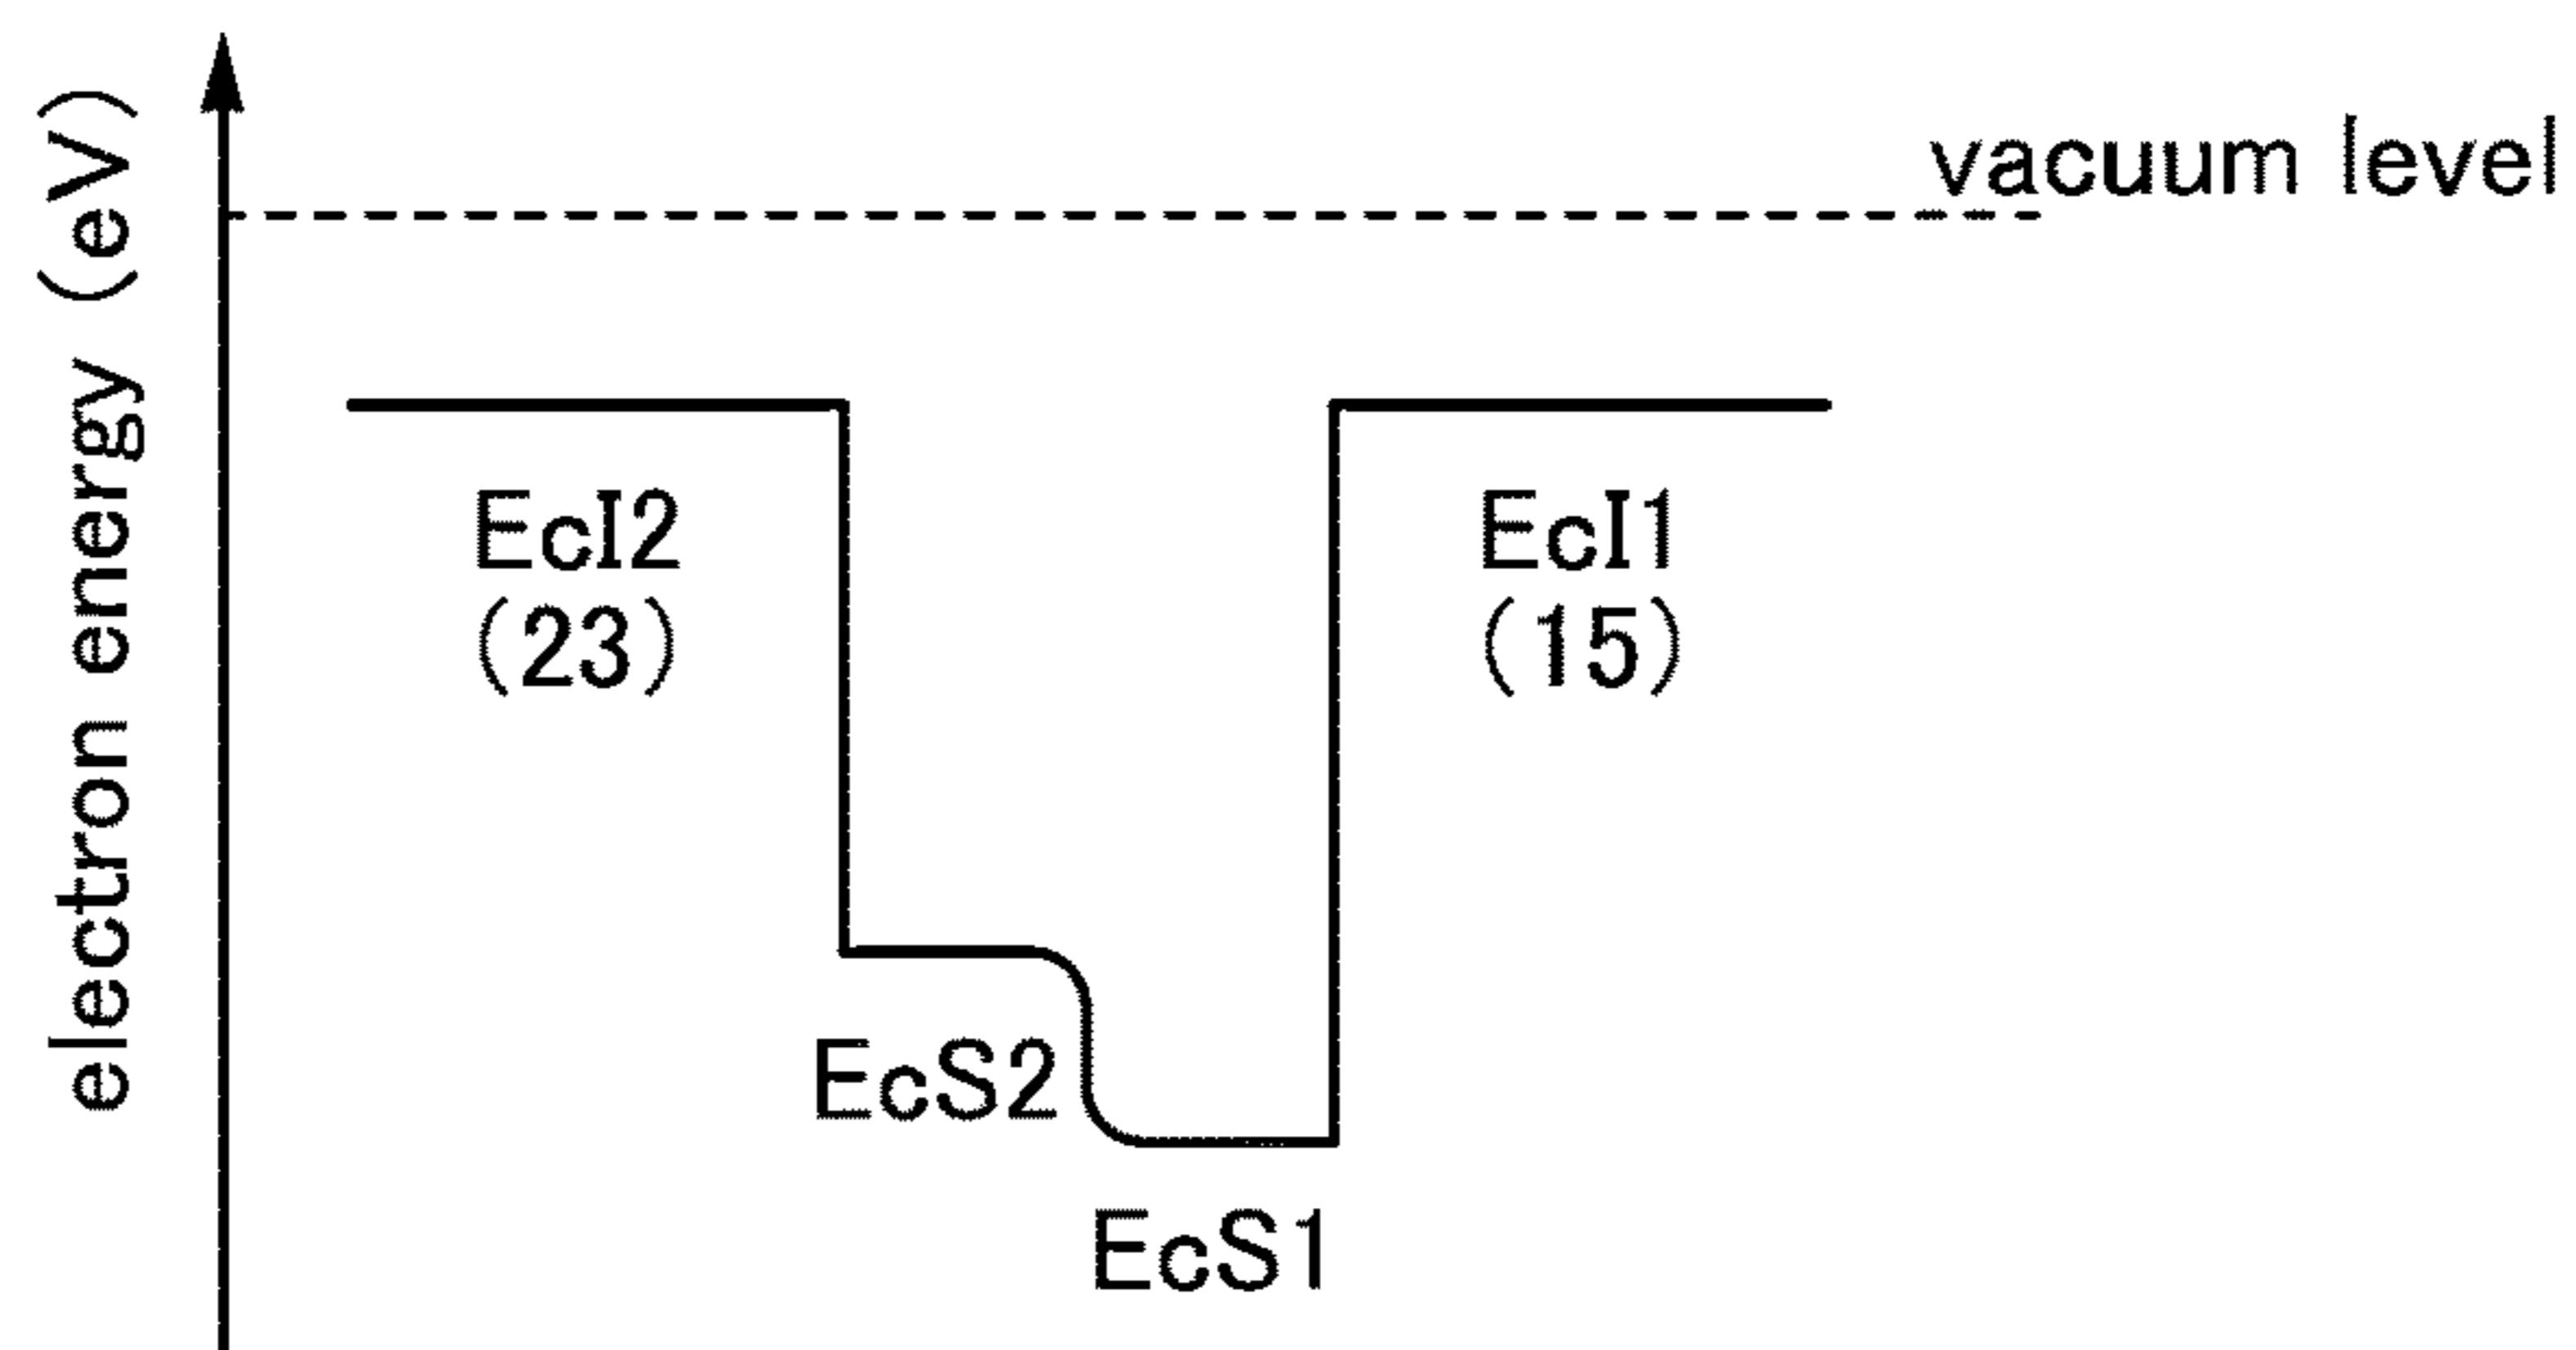 electron energy (eV)
vacuum level
EcI2
(23)
EcI1
(15)
EcS2
EcS1